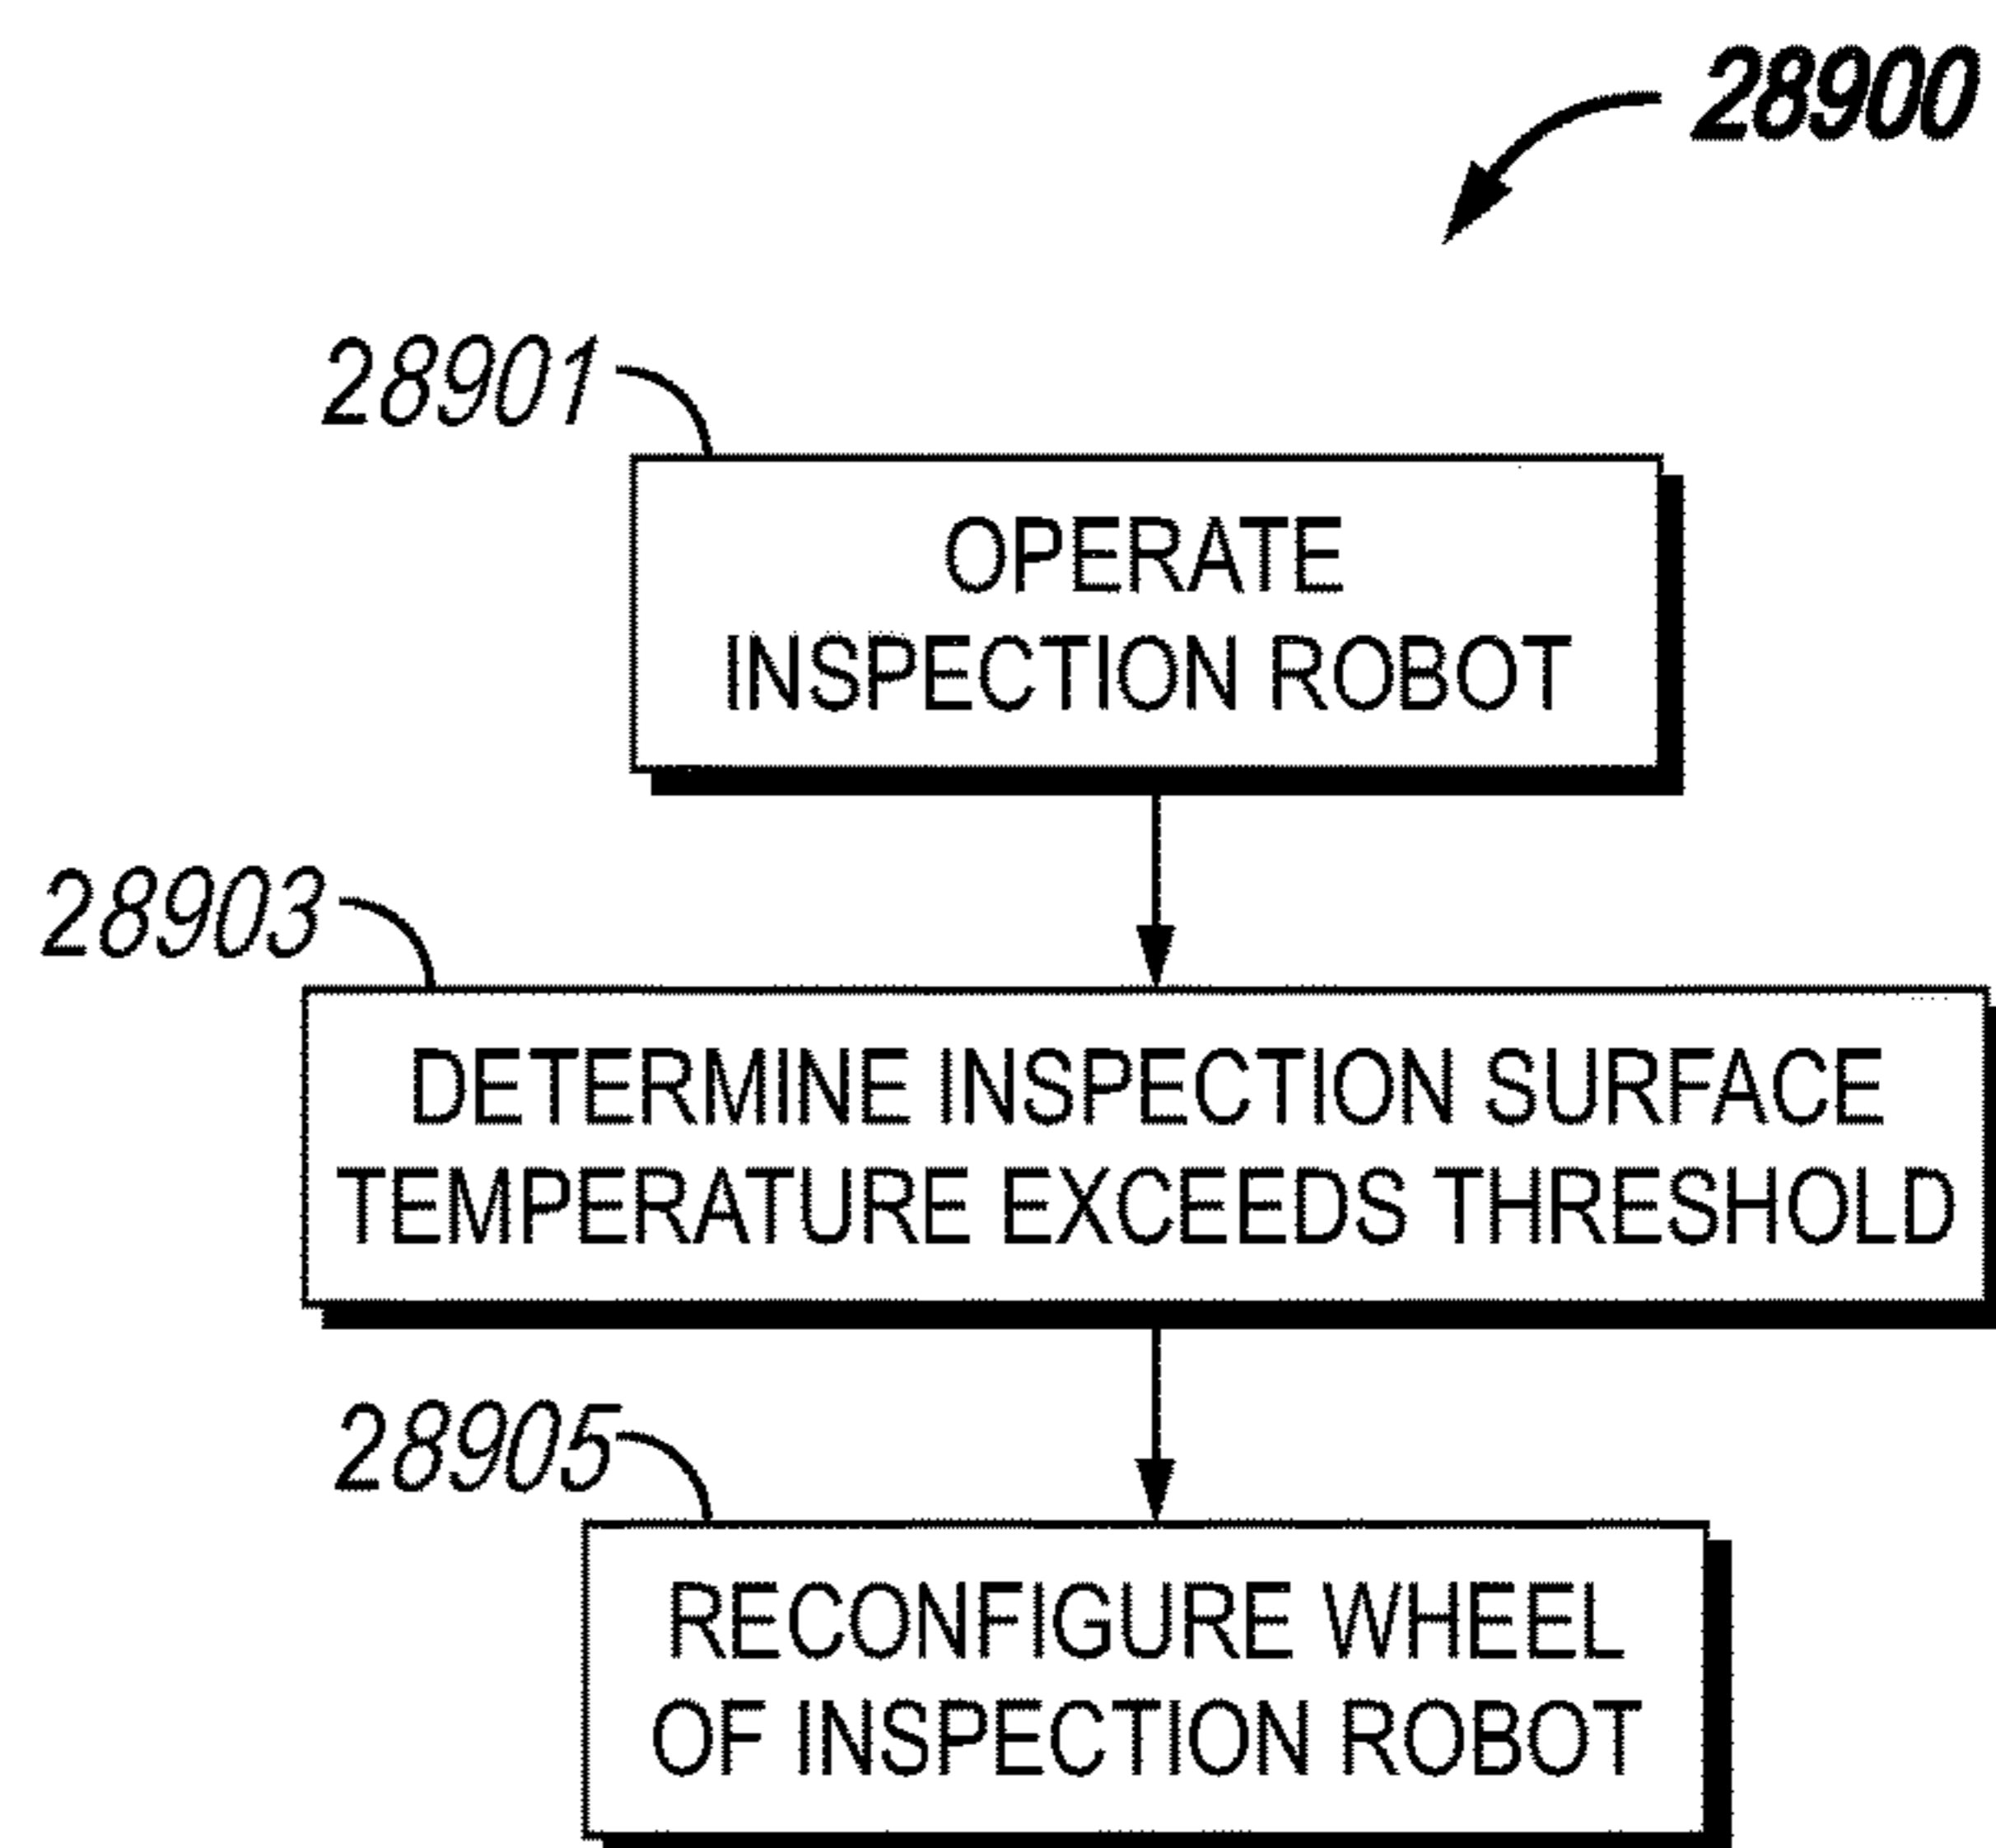 28900
28901
OPERATE
INSPECTION ROBOT
28903
DETERMINE INSPECTION SURFACE
TEMPERATURE EXCEEDS THRESHOLD
28905
RECONFIGURE WHEEL
OF INSPECTION ROBOT